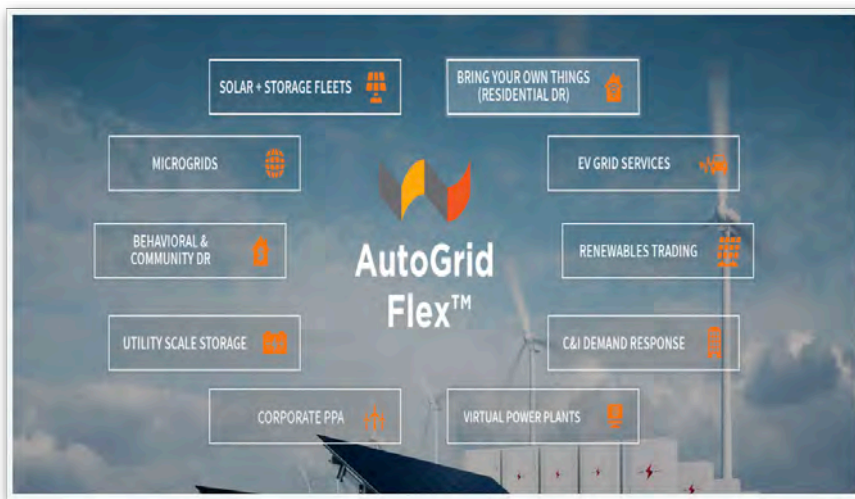 SOLAR + STORAGE FLEETS
BRING YOUR OWN THINGS
(RESIDENTIAL DR)
MICROGRIDS
EV GRID SERVICES
BEHAVIORAL &
COMMUNITY DR
AutoGrid
Flex™
RENEWABLES TRADING
UTILITY SCALE STORAGE
C&I DEMAND RESPONSE
CORPORATE PPA
VIRTUAL POWER PLANTS